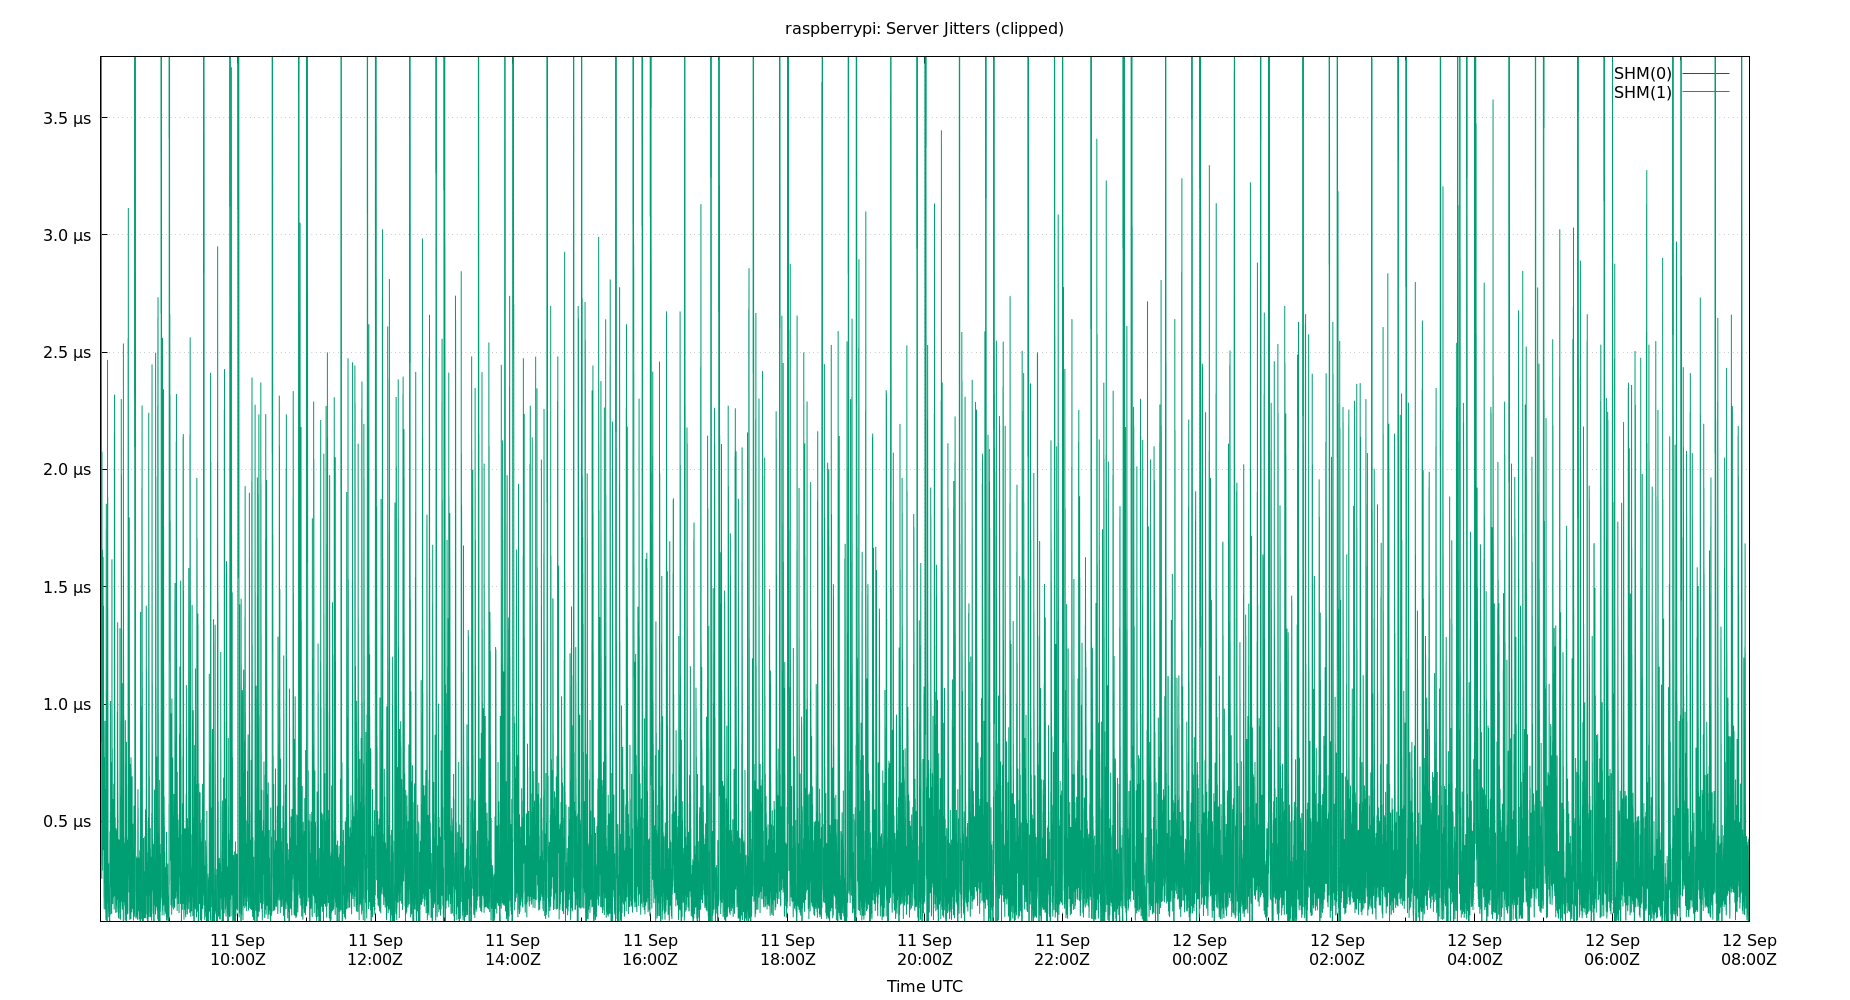 raspberrypi: Server Jitters (clipped)
SHM(0)
SHM(1)
3.5 µs
3.0 µs
2.5 µs
2.0 µs
1.5 µs
1.0 µs
0.5 µs
11 Sep 11 Sep 11 Sep 11 Sep 11 Sep 11 Sep 11 Sep 12 Sep 12 Sep 12 Sep 12 Sep 12 Sep
10:00Z 12:00Z 14:00Z 16:00Z 18:00Z 20:00Z 22:00Z 00:00Z 02:00Z 04:00Z 06:00Z 08:00Z
Time UTC